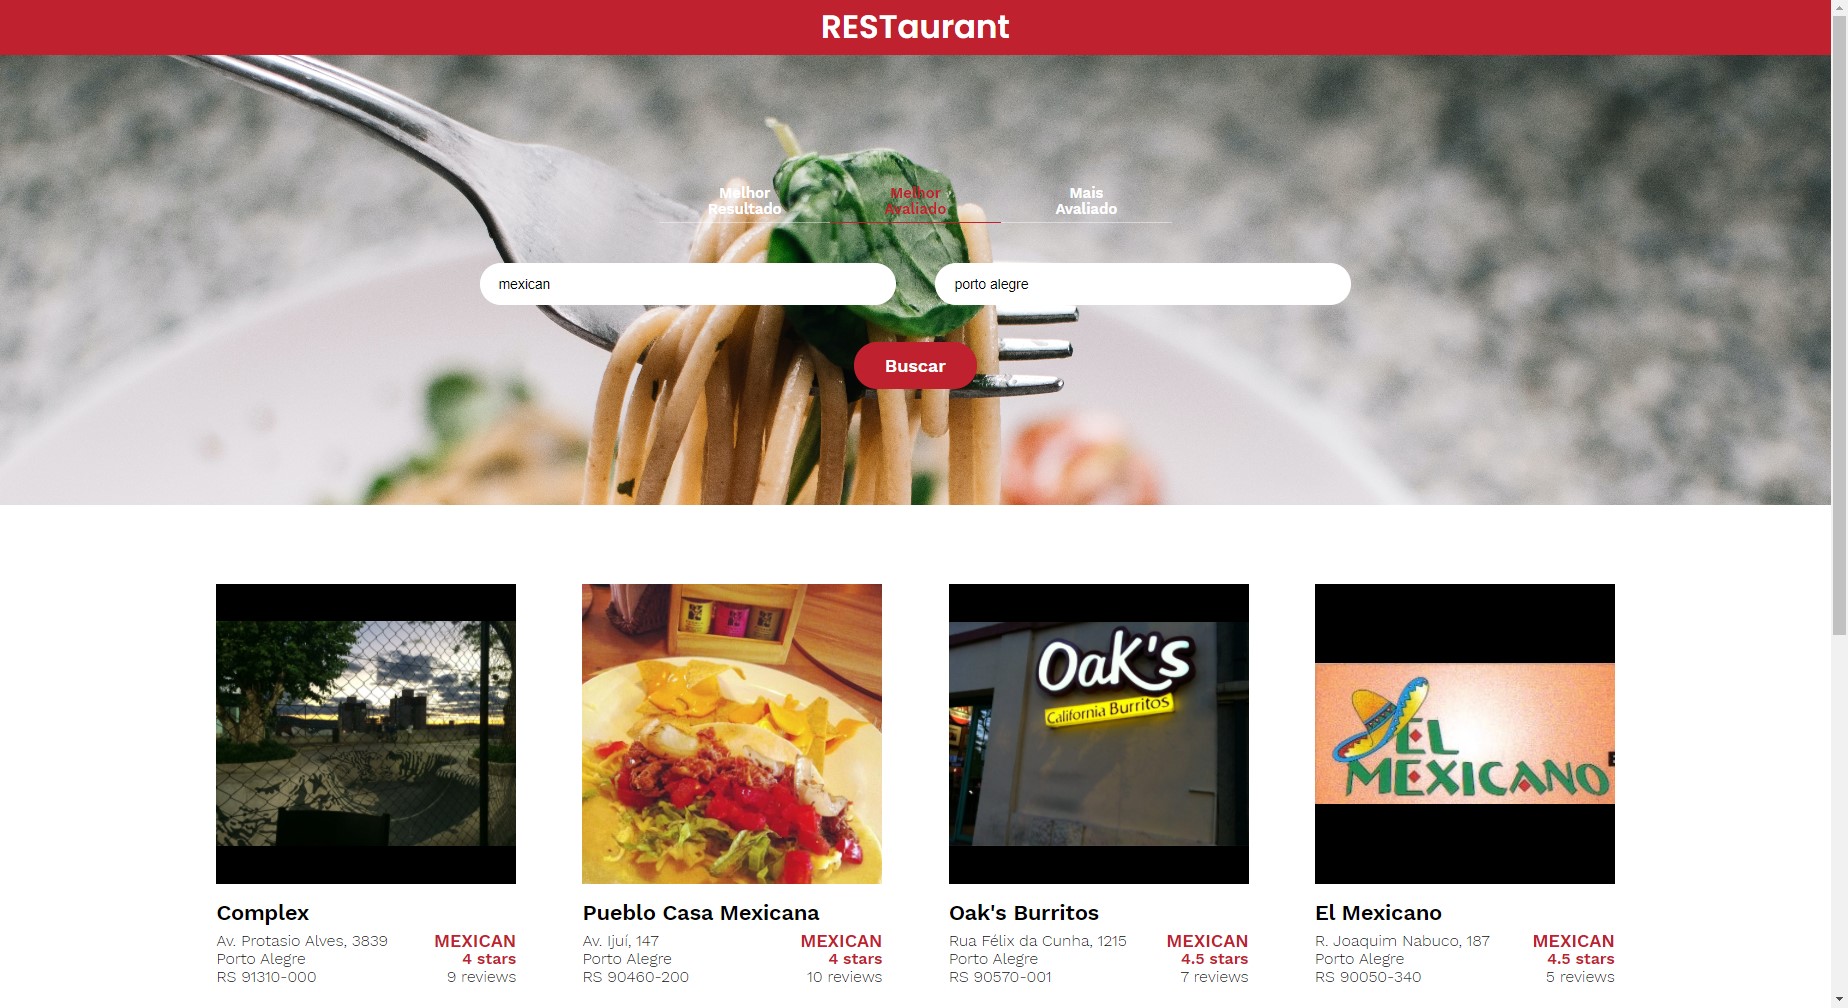 RESTaurant
Melhor
Resultado
Melhor
Avaliado
Mais
Avaliado
mexican
porto alegre
Buscar
Oak's
California Burritos
EL
MEXICANO
Complex
Av. Protasio Alves, 3839
Porto Alegre
RS 91310-000
MEXICAN
4 stars
9 reviews
Pueblo Casa Mexicana
Av. Ijuí, 147
Porto Alegre
RS 90460-200
MEXICAN
4 stars
10 reviews
Oak's Burritos
Rua Félix da Cunha, 1215
Porto Alegre
RS 90570-001
MEXICAN
4.5 stars
7 reviews
El Mexicano
R. Joaquim Nabuco, 187
Porto Alegre
RS 90050-340
MEXICAN
4.5 stars
5 reviews